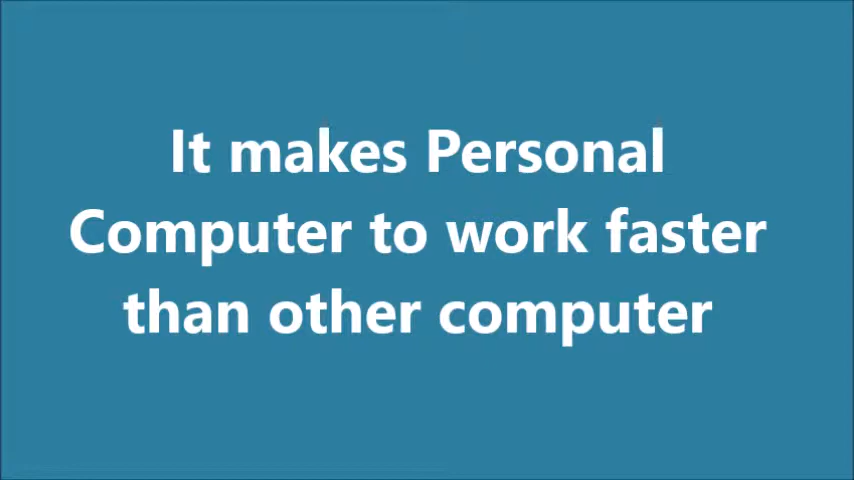 It makes Personal
Computer to work faster
than other computer